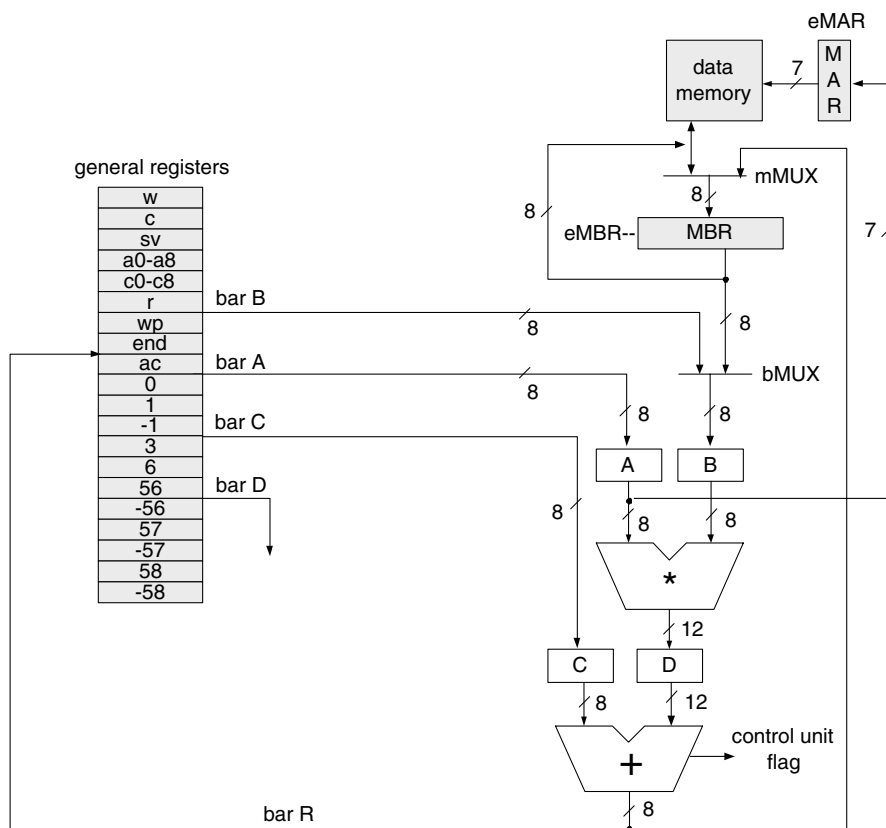 eMAR
data
memory
7
M
A
R
general registers
w
c
sv
a0-a8
c0-c8
r
wp
end
ac
0
1
-1
3
6
56
-56
57
-57
58
-58
mMUX
8
8
eMBR--
MBR
7
bar B
8
8
bar A
8
bMUX
8
8
bar C
A
B
bar D
8
8
8
*
12
C
D
8
12
+
control unit
flag
8
bar R